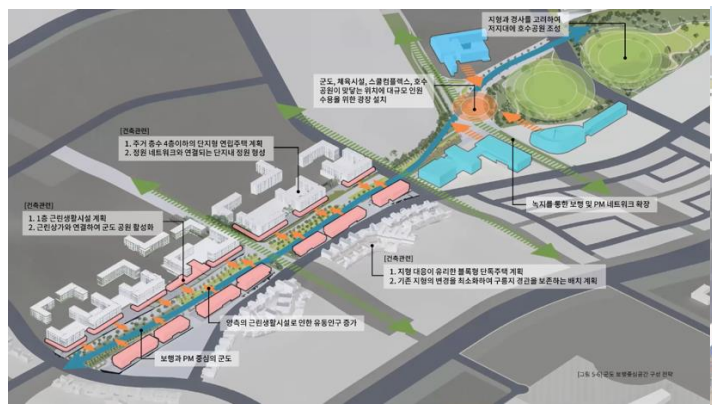 지형과 경사를 고려하여
저지대에 호수공원 조성
군도, 체육시설, 스쿨컴플렉스, 호수
공원이 맞닿는 위치에 대규모 인원
수용을 위한 광장 설치
[건축관련]
1. 주거 층수 4층이하의 단지형 연립주택 계획
2. 정원 네트워크와 연결되는 단지내 정원 형성
녹지를 통한 보행 및 PM 네트워크 확장
[건축관련]
1. 1층 근린생활시설 계획
2. 근린상가와 연결하여 군도 공원 활성화
[건축관련]
1. 지형 대응이 유리한 블록형 단독주택 계획
2. 기존 지형의 변경을 최소화하여 구릉지 경관을 보존하는 배치 계획
양측의 근린생활시설로 인한 유동인구 증가
보행과 PM 중심의 군도
[그림 5-6] 군도 보행중심공간 구성 전략